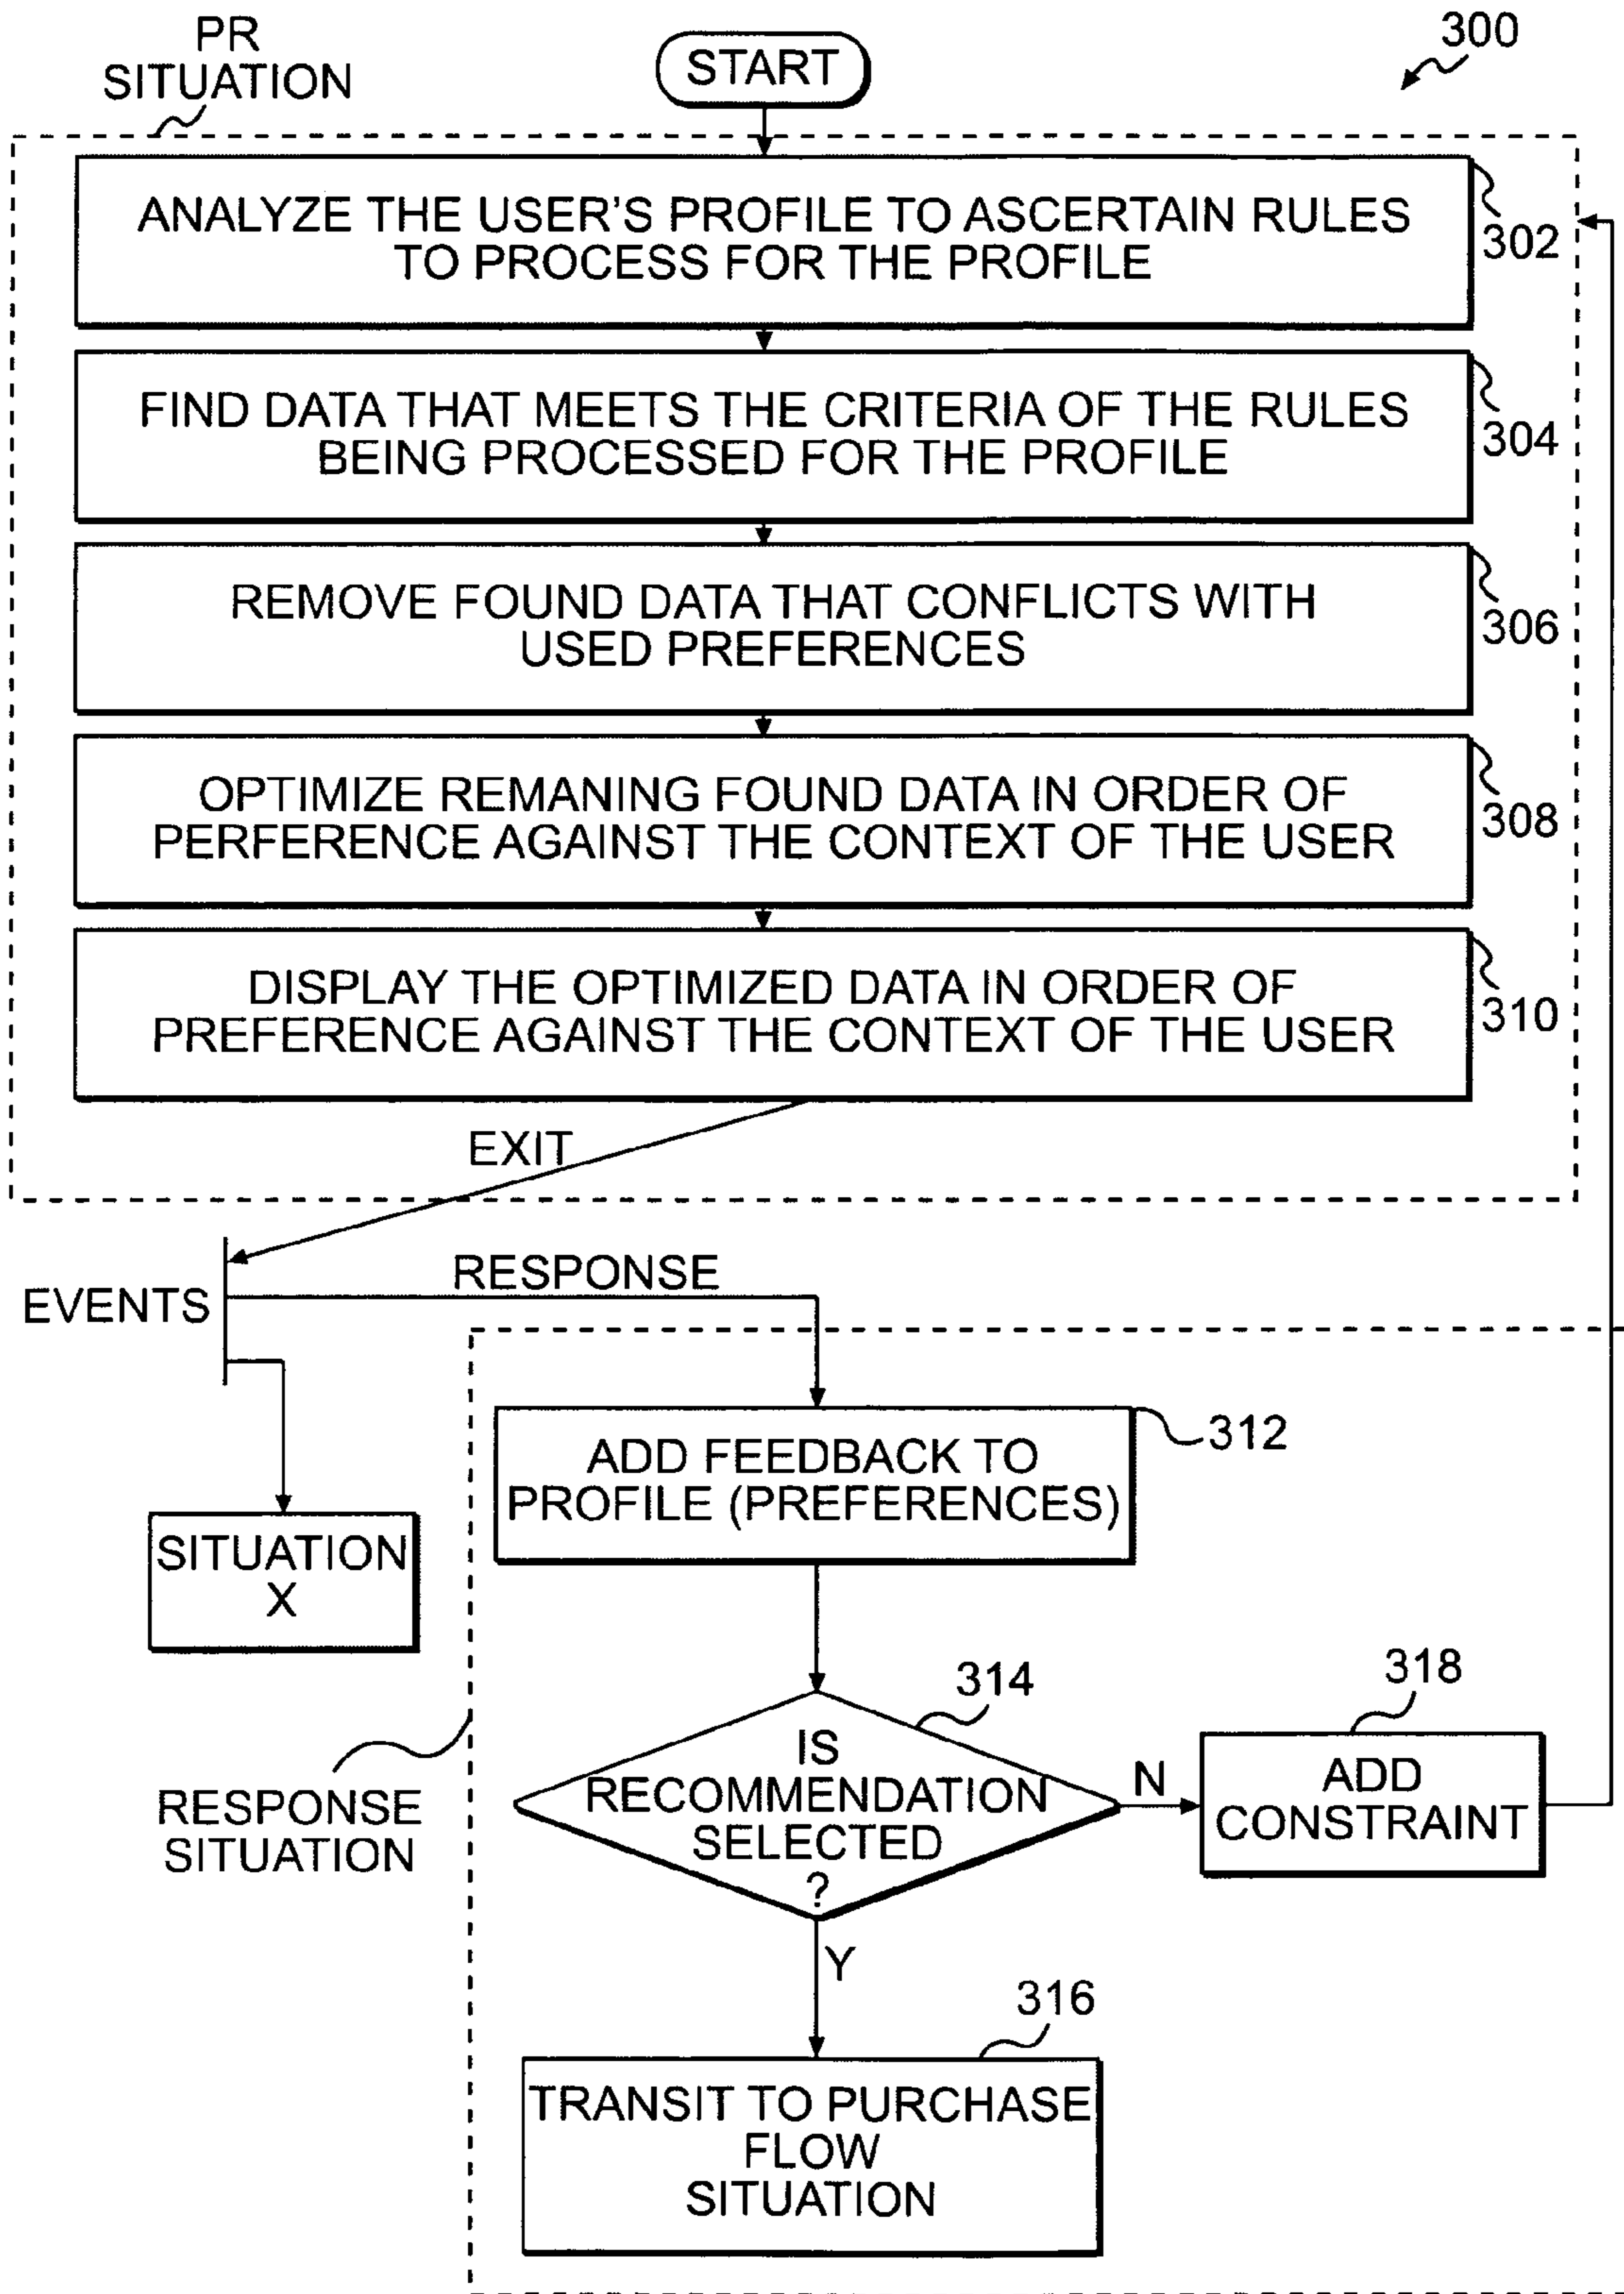 PR
SITUATION
START
300
ANALYZE THE USER'S PROFILE TO ASCERTAIN RULES
TO PROCESS FOR THE PROFILE
302
FIND DATA THAT MEETS THE CRITERIA OF THE RULES
BEING PROCESSED FOR THE PROFILE
304
REMOVE FOUND DATA THAT CONFLICTS WITH
USED PREFERENCES
306
OPTIMIZE REMANING FOUND DATA IN ORDER OF
PERFERENCE AGAINST THE CONTEXT OF THE USER
308
DISPLAY THE OPTIMIZED DATA IN ORDER OF
PREFERENCE AGAINST THE CONTEXT OF THE USER
310
EXIT
EVENTS
RESPONSE
SITUATION
X
ADD FEEDBACK TO
PROFILE (PREFERENCES)
312
RESPONSE
SITUATION
IS
RECOMMENDATION
SELECTED
?
314
N
ADD
CONSTRAINT
318
Y
316
TRANSIT TO PURCHASE
FLOW
SITUATION